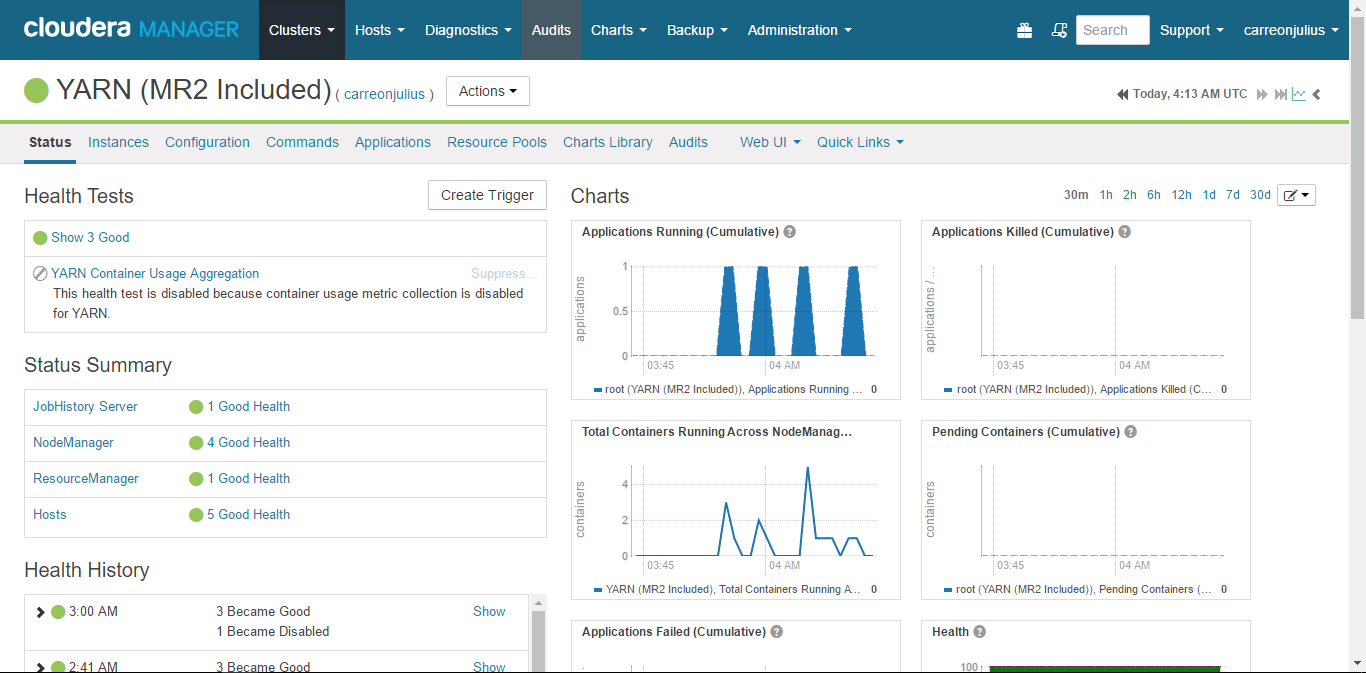 cloudera MANAGER Clusters Hosts Diagnostics Audits Charts Backup Administration Search Support carreonjulius
YARN (MR2 Included) ( carreonjulius ) Actions Today, 4:13 AM UTC
Status Instances Configuration Commands Applications Resource Pools Charts Library Audits Web UI Quick Links
Health Tests Create Trigger
Show 3 Good
YARN Container Usage Aggregation Suppress...
This health test is disabled because container usage metric collection is disabled
for YARN.
Status Summary
JobHistory Server 1 Good Health
NodeManager 4 Good Health
ResourceManager 1 Good Health
Hosts 5 Good Health
Health History
3:00 AM 3 Became Good Show
1 Became Disabled
2:41 AM 3 Became Good Show
Charts 30m 1h 2h 6h 12h 1d 7d 30d
Applications Running (Cumulative) ?
applications
1
0.5
0
03:45 04 AM
root (YARN (MR2 Included)), Applications Running ... 0
Applications Killed (Cumulative) ?
applications /...
03:45 04 AM
root (YARN (MR2 Included)), Applications Killed (C... 0
Total Containers Running Across NodeManag...
containers
4
2
0
03:45 04 AM
YARN (MR2 Included), Total Containers Running A... 0
Pending Containers (Cumulative) ?
containers
03:45 04 AM
root (YARN (MR2 Included)), Pending Containers (... 0
Applications Failed (Cumulative) ?
Health ?
100